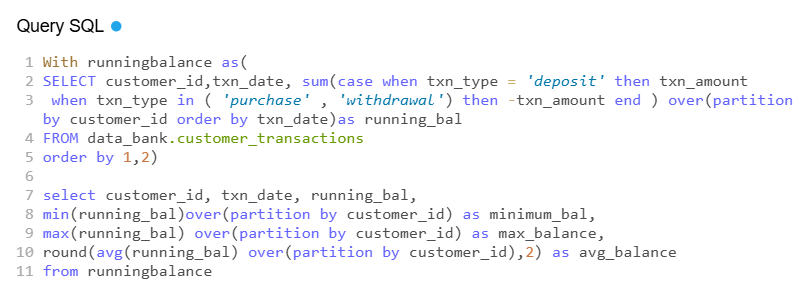 Query SQL
1 With runningbalance as(
2 SELECT customer_id,txn_date, sum(case when txn_type = 'deposit' then txn_amount
3 when txn_type in ( 'purchase' , 'withdrawal') then -txn_amount end ) over(partition
by customer_id order by txn_date)as running_bal
4 FROM data_bank.customer_transactions
5 order by 1,2)
6
7 select customer_id, txn_date, running_bal,
8 min(running_bal)over(partition by customer_id) as minimum_bal,
9 max(running_bal) over(partition by customer_id) as max_balance,
10 round(avg(running_bal) over(partition by customer_id),2) as avg_balance
11 from runningbalance